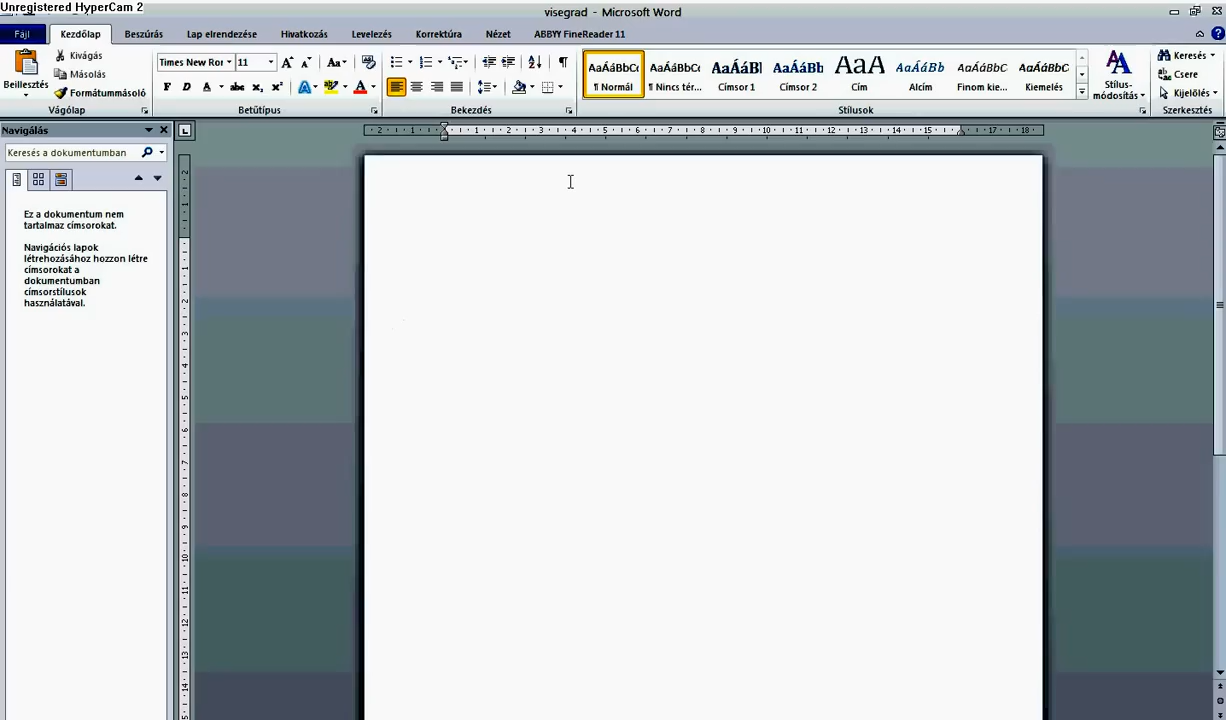 Unregistered HyperCam 2
visegrad - Microsoft Word
Fájl Kezdőlap Beszúrás Lap elrendezése Hivatkozás Levelezés Korrektúra Nézet ABBYY FineReader 11
Beillesztés
Kivágás
Másolás
Formátummásoló
Vágólap
Times New Ror 11
Betűtípus
Bekezdés
AaÁáBbCc AaÁáBbCc AaÁáBl AaÁáBb AaA AaÁáBb AaÁáBbC AaÁáBbC
¶ Normál ¶ Nincs tér... Címsor 1 Címsor 2 Cím Alcím Finom kie... Kiemelés
Stílusok
Stílus-
módosítás
Keresés
Csere
Kijelölés
Szerkesztés
Navigálás
Keresés a dokumentumban
Ez a dokumentum nem
tartalmaz címsorokat.
Navigációs lapok
létrehozásához hozzon létre
címsorokat a
dokumentumban
címsorstílusok
használatával.